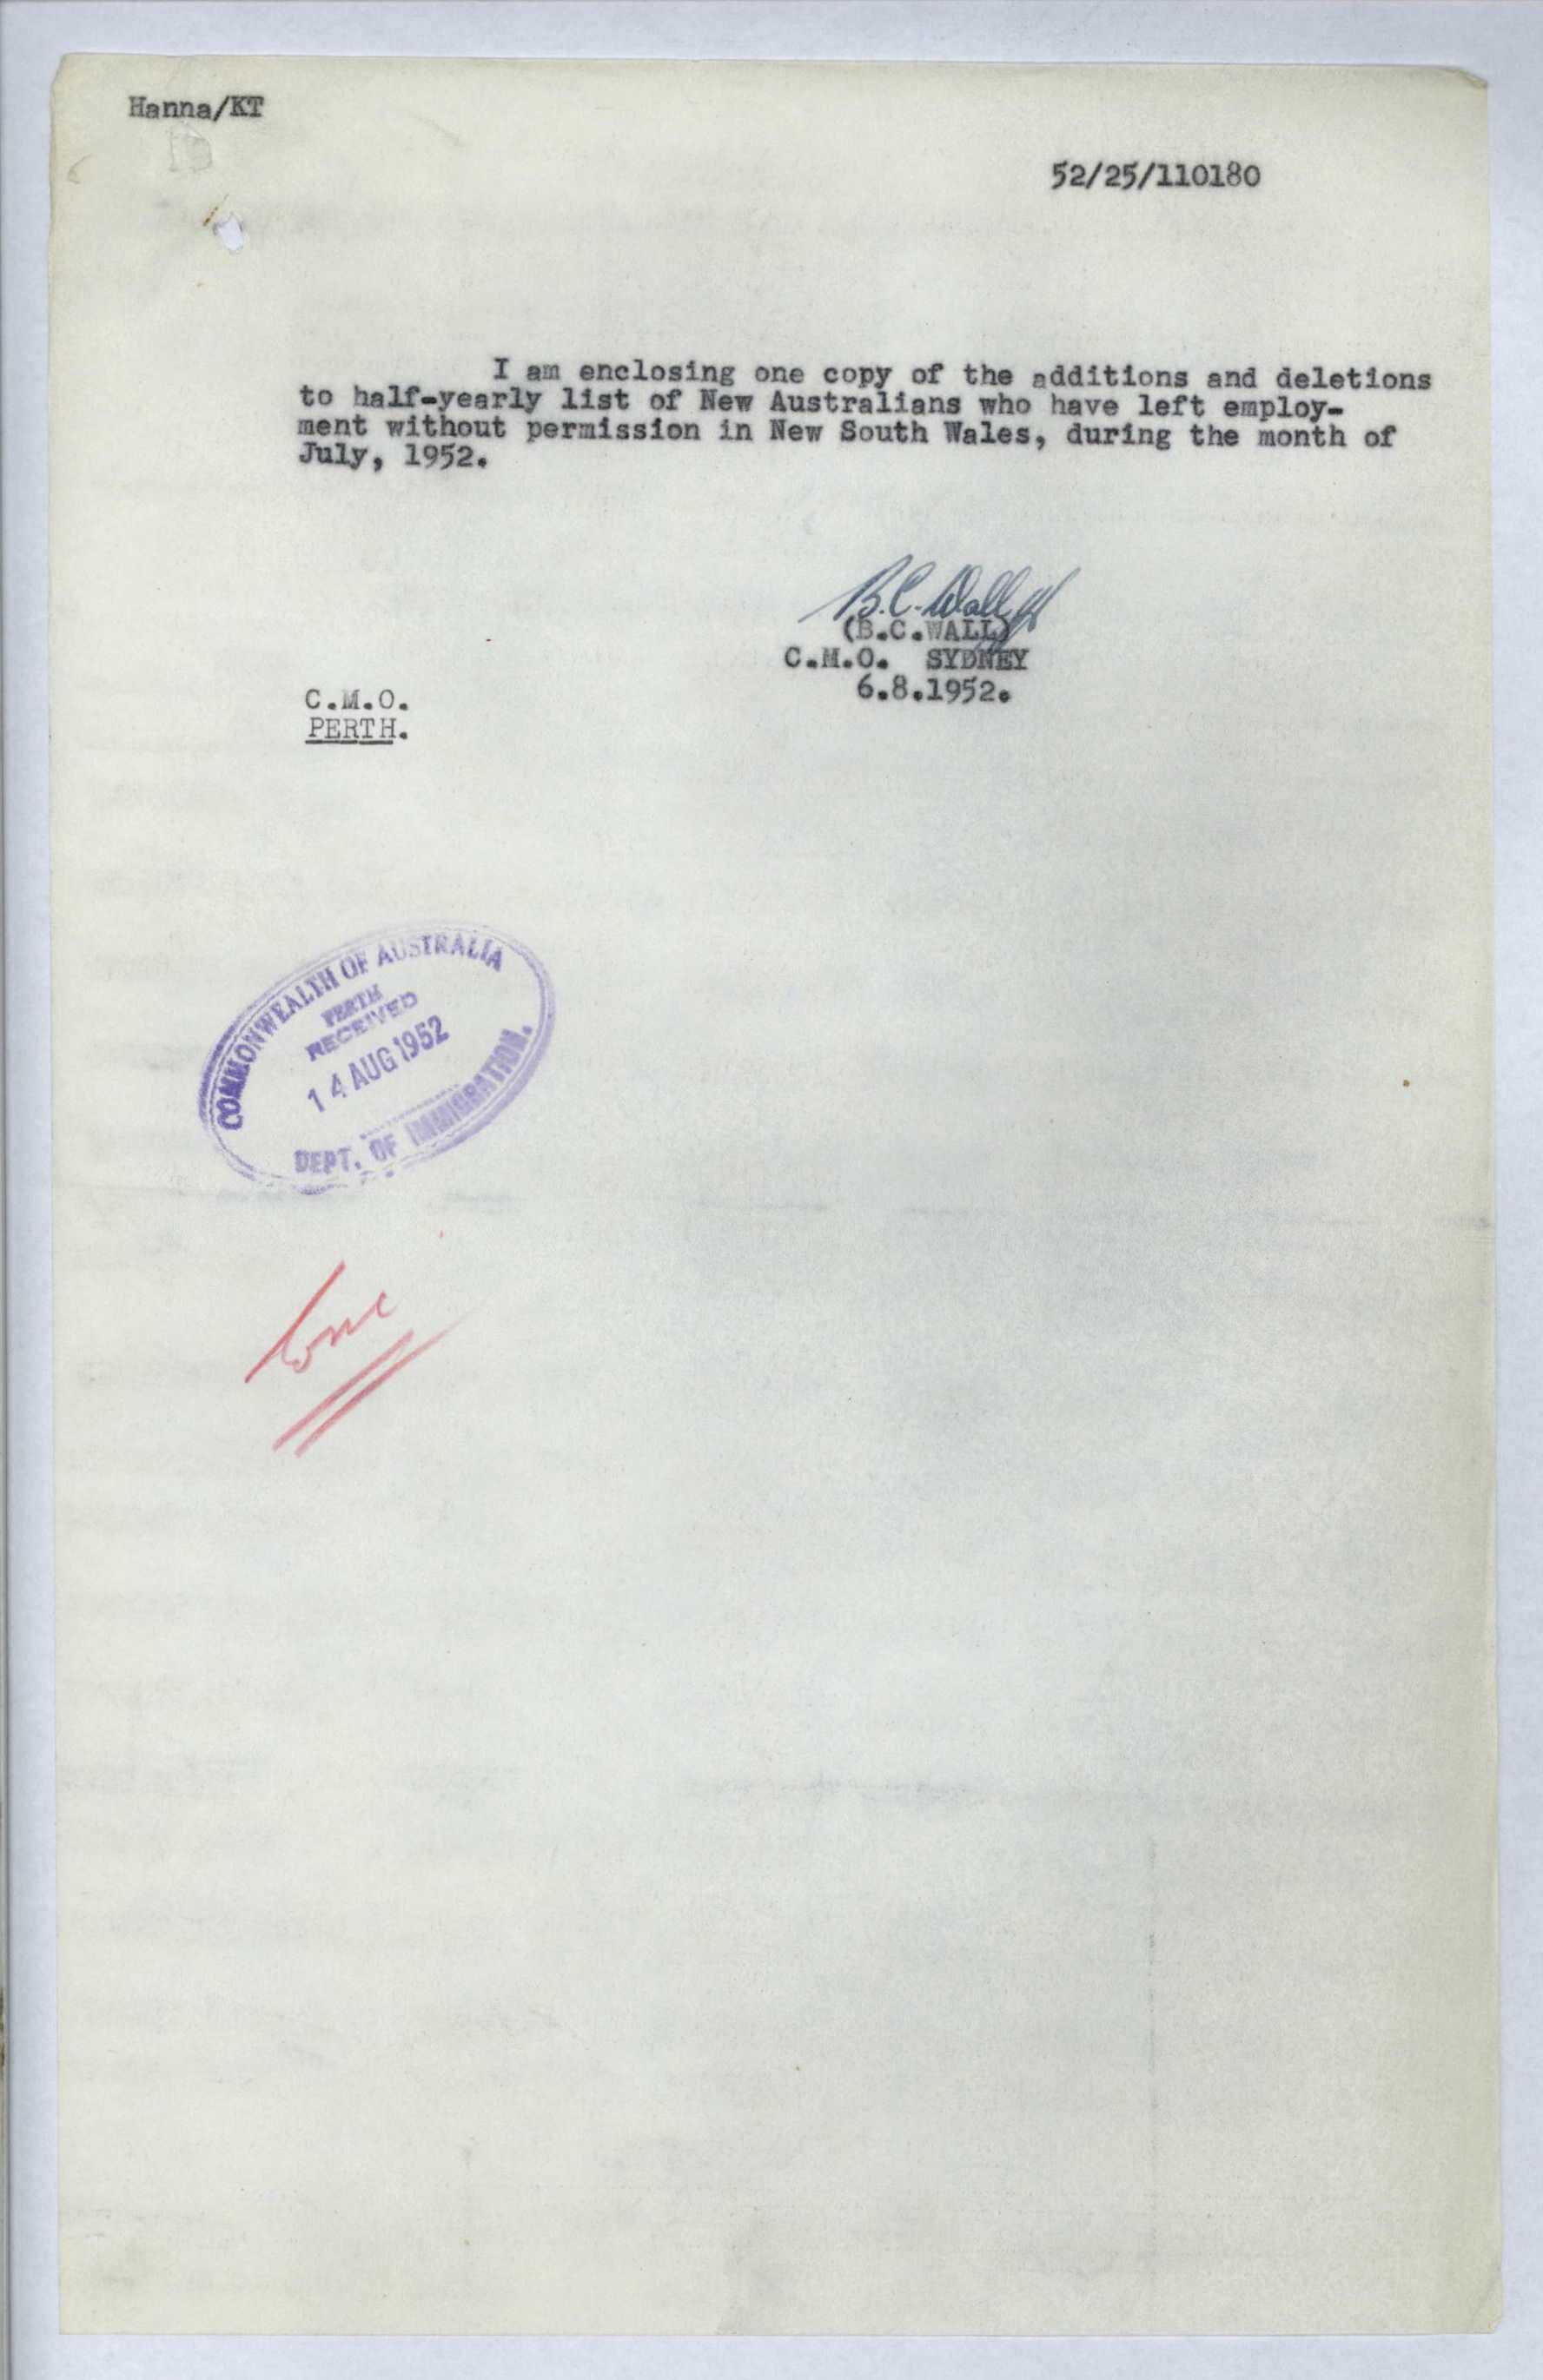 Hanna/KT
52/25/110180
I am enclosing one copy of the additions and deletions
to half-yearly list of New Australians who have left employ-
ment without permission in New South Wales, during the month of
July, 1952.
B.C. Wall
(B.C.WALL)
C.M.O. SYDNEY
6.8.1952.
C.M.O.
PERTH.
COMMONWEALTH OF AUSTRALIA
PERTH
RECEIVED
14 AUG 1952
DEPT. OF IMMIGRATION.